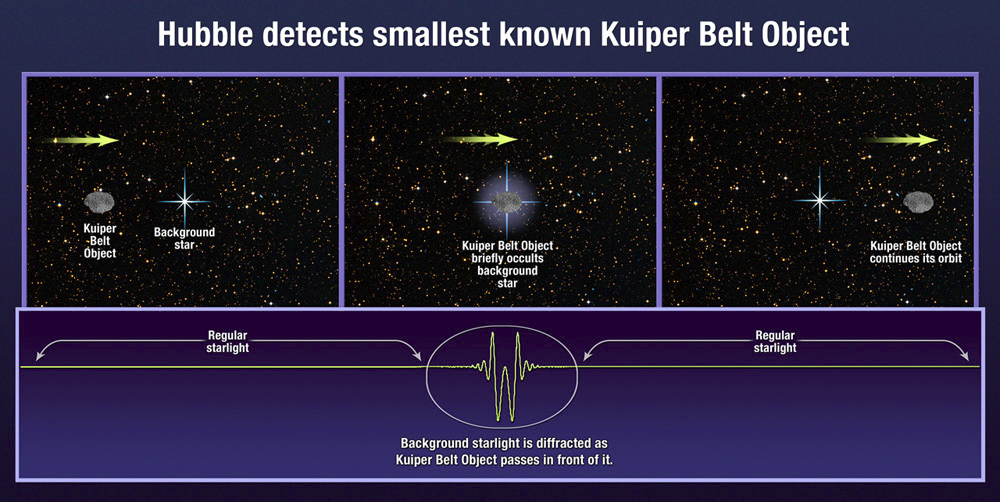 Hubble detects smallest known Kuiper Belt Object
Kuiper
Belt
Object
Background
star
Kuiper Belt Object
briefly occults
background
star
Kuiper Belt Object
continues its orbit
Regular
starlight
Regular
starlight
Background starlight is diffracted as
Kuiper Belt Object passes in front of it.